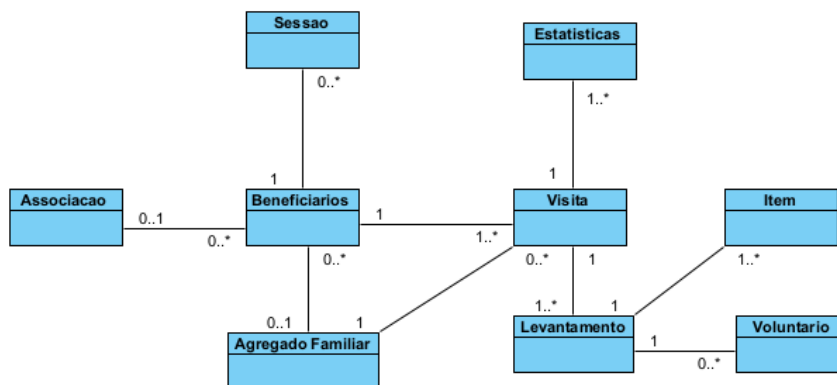 Sessao
Estatisticas
0..*
1..*
1
1
Associacao
Beneficiarios
Visita
Item
0..1
1
0..*
1..*
0..*
0..*
1
1..*
0..1
1
1..*
1
Agregado Familiar
Levantamento
Voluntario
1
0..*